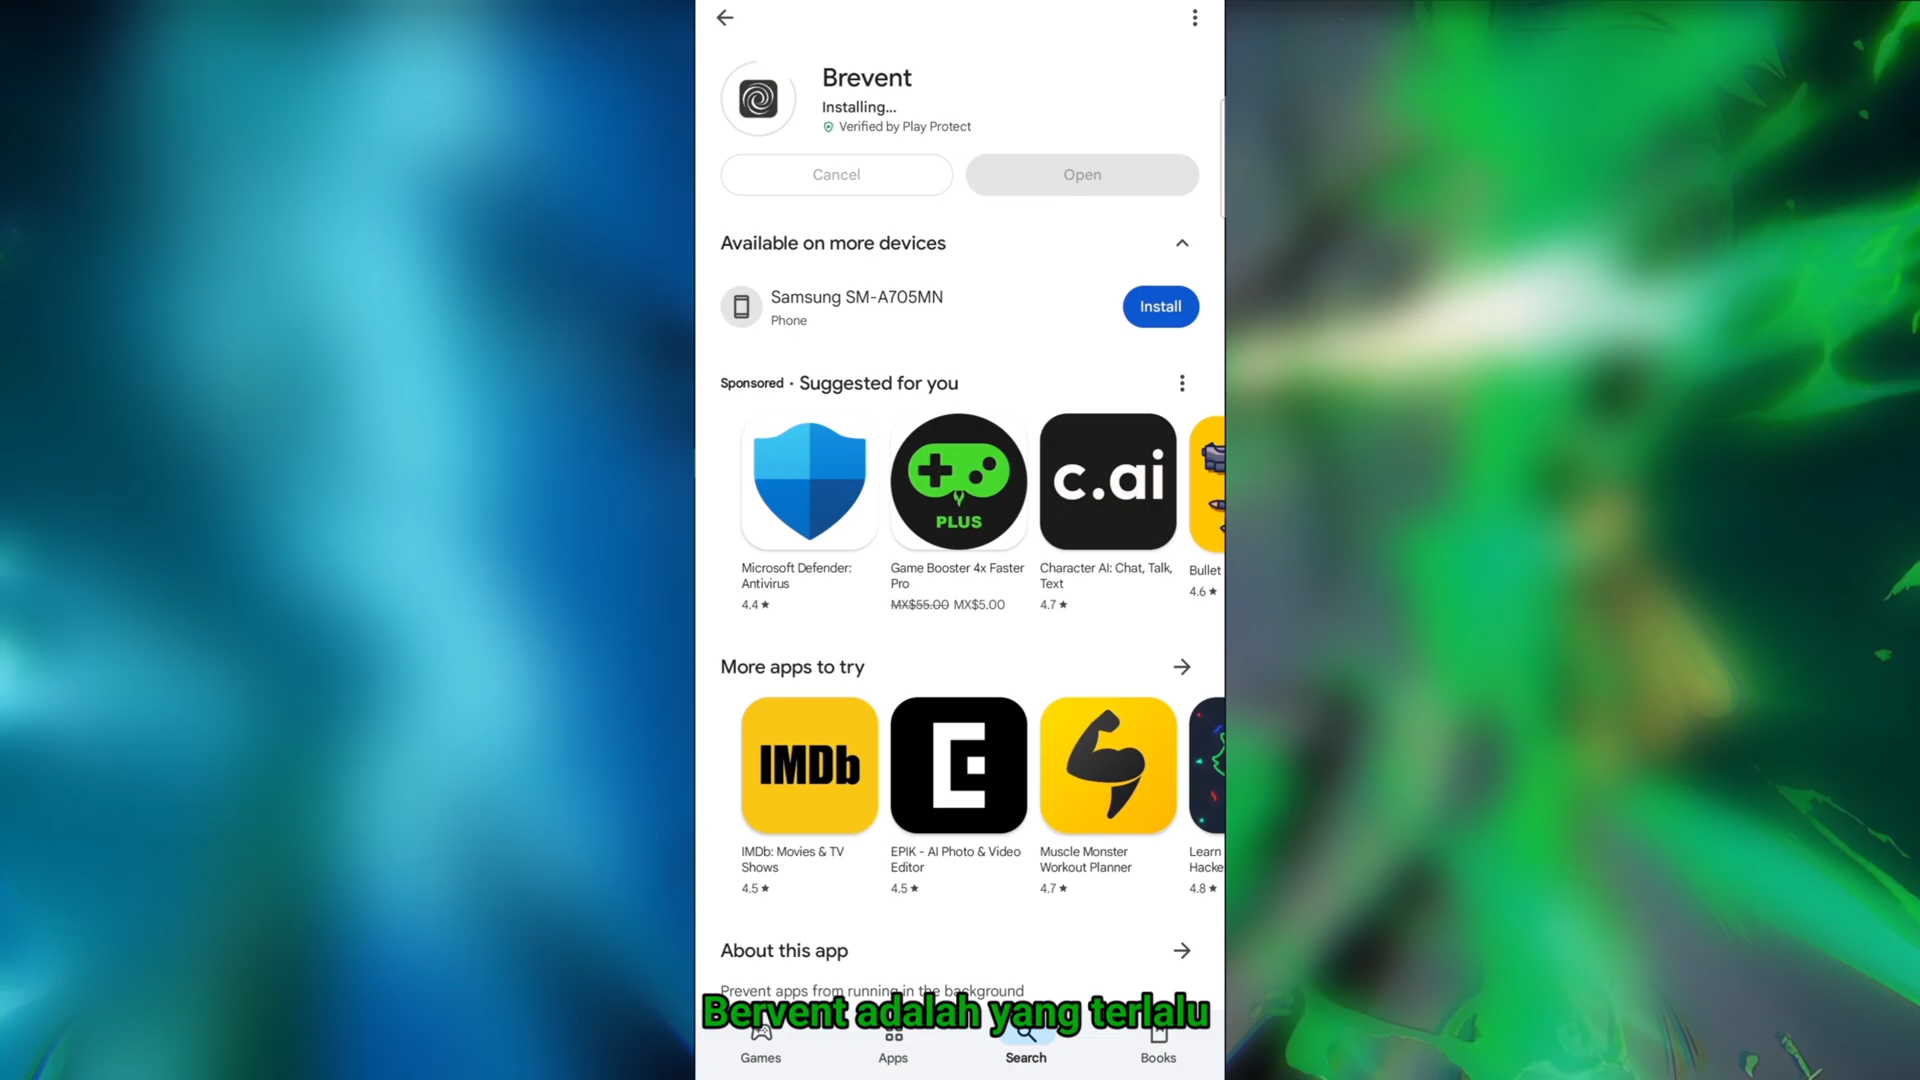 Brevent
Installing...
Verified by Play Protect
Cancel
Open
Available on more devices
Samsung SM-A705MN
Phone
Install
Sponsored • Suggested for you
PLUS
c.ai
Microsoft Defender: Antivirus
4.4★
Game Booster 4x Faster Pro
MX$55.00 MX$5.00
Character AI: Chat, Talk, Text
4.7★
Bullet
4.6★
More apps to try
IMDb
IMDb: Movies & TV Shows
4.5★
EPIK - AI Photo & Video Editor
4.5★
Muscle Monster Workout Planner
4.7★
Learn Hacke
4.8★
About this app
Prevent apps from running in the background
Bervent adalah yang terlalu
Games
Apps
Search
Books